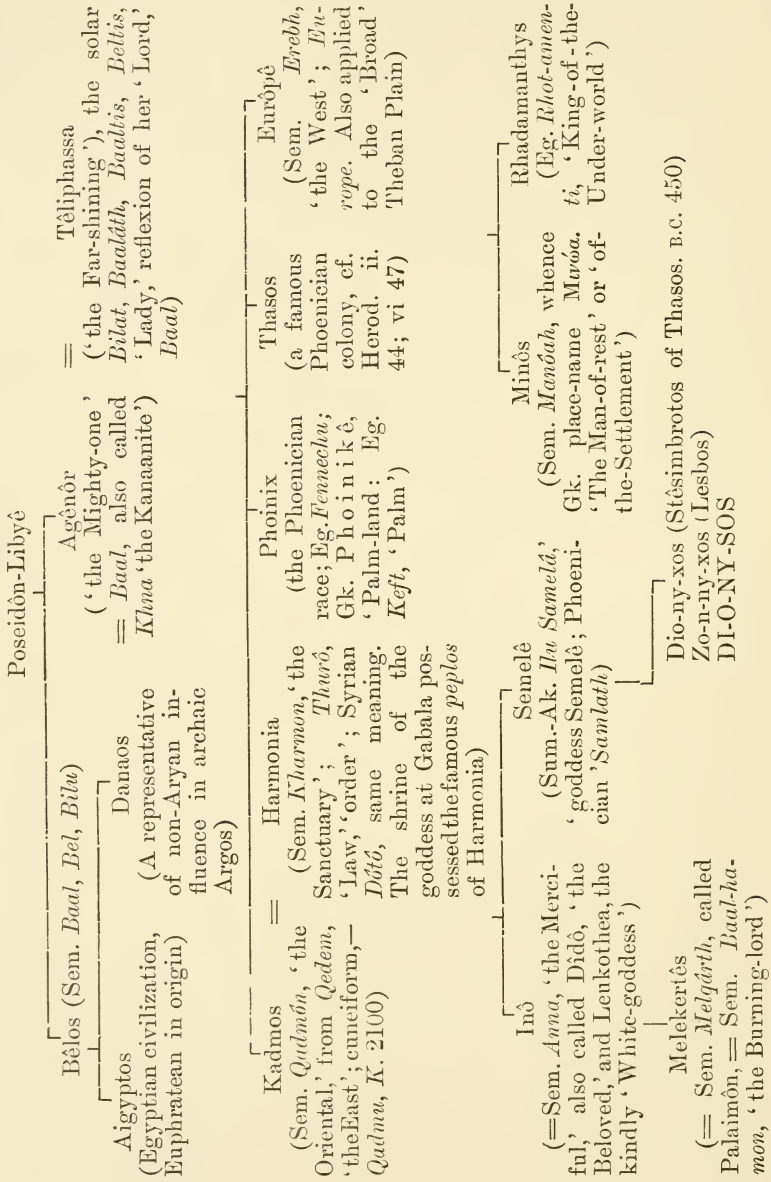 Poseidôn-Libyê
Bêlos (Sem. Baal, Bel, Bilu)
Agênôr
('the Mighty-one'
= Baal, also called
Khna 'the Kanaanite')
=
Têliphassa
('the Far-shining'), the solar
Bilat, Baalâth, Baaltis, Beltis,
'Lady,' reflexion of her 'Lord,'
Baal)
Aigyptos
(Egyptian civilization,
Euphratean in origin)
Danaos
(A representative
of non-Aryan in-
fluence in archaic
Argos)
Kadmos
(Sem. Qadmôn, 'the
Oriental,' from Qedem,
'the East'; cuneiform,—
Qadmu, K. 2100)
=
Harmonia
(Sem. Kharmon, 'the
Sanctuary'; Thurô,
'Law,' 'order'; Syrian
Dôtô, same meaning.
The shrine of the
goddess at Gabala pos-
sessed the famous peplos
of Harmonia)
Phoinix
(the Phoenician
race; Eg. Fennechu;
Gk. Phoinikê,
'Palm-land: Eg.
Keft, 'Palm')
Thasos
(a famous
Phoenician
colony, cf.
Herod. ii.
44; vi 47)
Eurôpê
(Sem. Erebh,
'the West'; Eu-
rope. Also applied
to the 'Broad'
Theban Plain)
Inô
(=Sem. Anna, 'the Merci-
ful,' also called Dîdô, 'the
Beloved,' and Leukothea, the
kindly 'White-goddess')
Semelê
(Sum.-Ak. Ilu Samelâ,'
'goddess Semelê; Phoeni-
cian 'Samlath)
Minôs
(Sem. Manôah, whence
Gk. place-name Μινώα.
'The Man-of-rest' or 'of-
the-Settlement')
Rhadamanthys
(Eg. Rhot-amen-
ti, 'King-of-the-
Under-world')
Melekertês
(= Sem. Melqârth, called
Palaimôn, = Sem. Baal-ha-
mon, 'the Burning-lord')
Dio-ny-xos (Stêsimbrotos of Thasos. B.C. 450)
Zo-n-ny-xos (Lesbos)
DI-O-NY-SOS